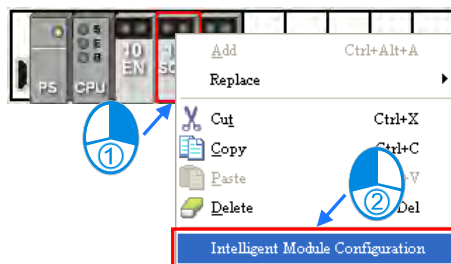 PS
CPU
10
EN
SC
Add Ctrl+Alt+A
Replace
Cut Ctrl+X
Copy Ctrl+C
Paste +V
Delete Del
Intelligent Module Configuration
1
2